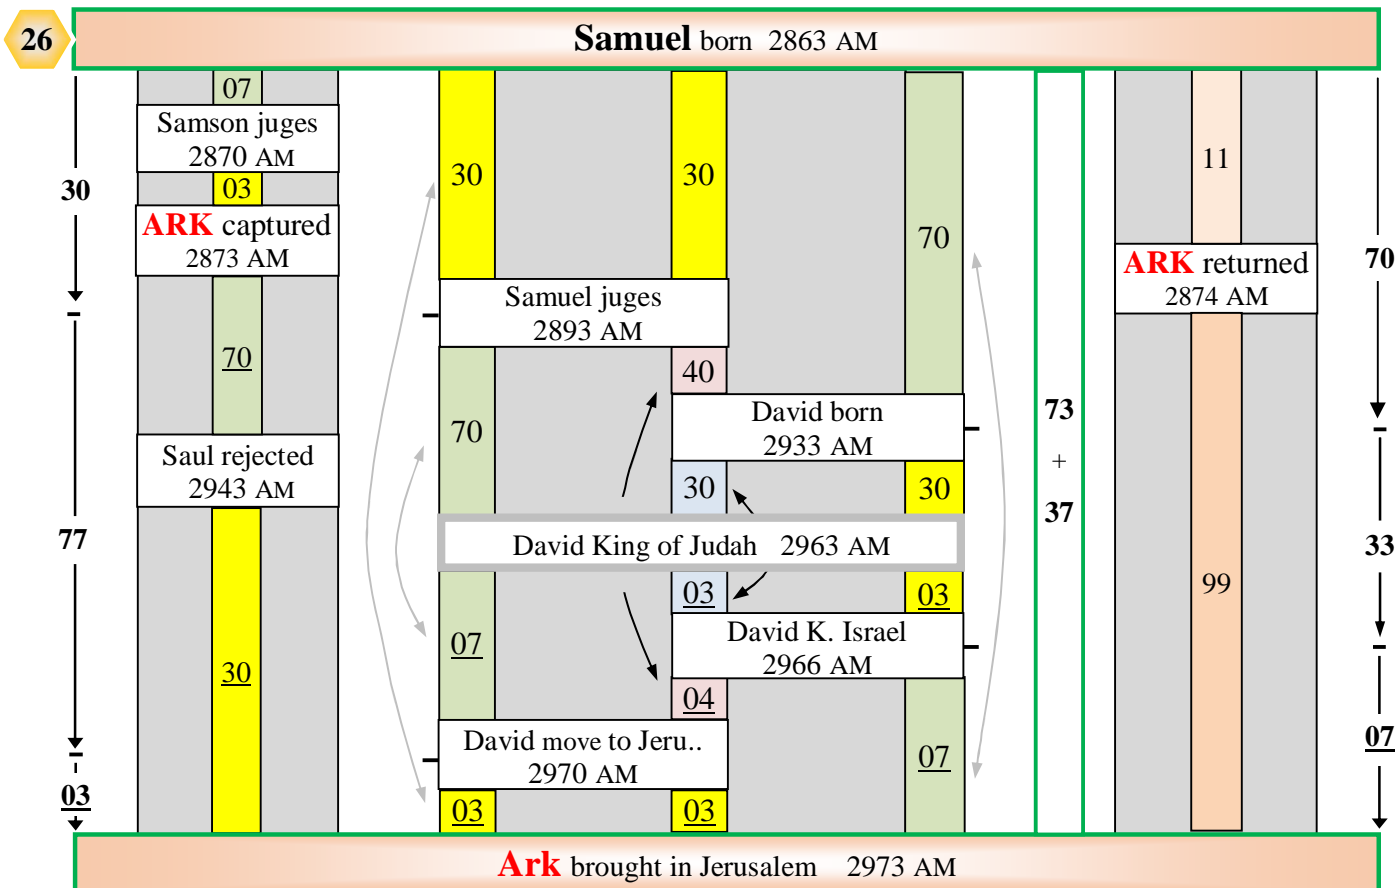 26
Samuel born 2863 AM
30
77
03
07
Samson juges
2870 AM
03
ARK captured
2873 AM
70
Saul rejected
2943 AM
30
30
30
70
Samuel juges
2893 AM
40
70
David born
2933 AM
30
30
David King of Judah 2963 AM
03
03
07
David K. Israel
2966 AM
04
07
David move to Jeru..
2970 AM
03
03
73
+
37
11
ARK returned
2874 AM
99
70
33
07
Ark brought in Jerusalem 2973 AM